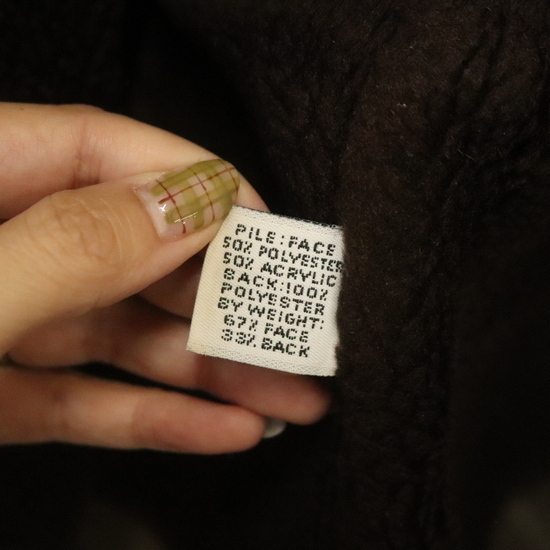 PILE: FACE
50% POLYESTER
50% ACRYLIC
BACK: 100%
POLYESTER
BY WEIGHT:
67% FACE
33% BACK